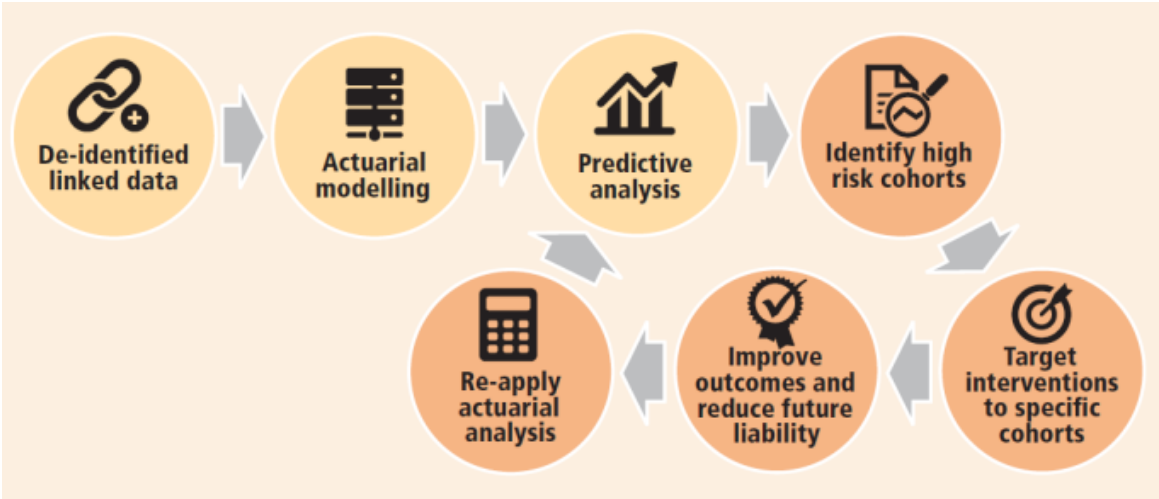 De-identified
linked data
Actuarial
modelling
Predictive
analysis
Identify high
risk cohorts
Target
interventions
to specific
cohorts
Improve
outcomes and
reduce future
liability
Re-apply
actuarial
analysis